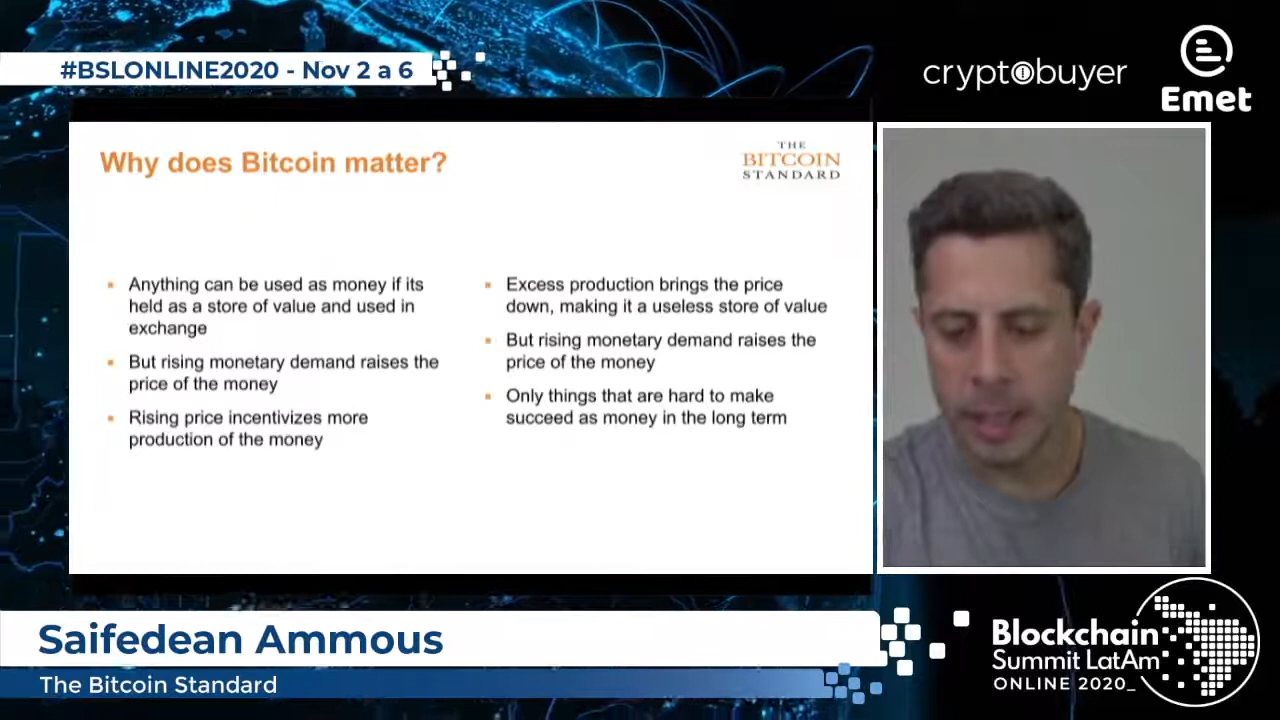 #BSLONLINE2020 - Nov 2 a 6
cryptobuyer
Emet
Why does Bitcoin matter?
THE
BITCOIN
STANDARD
Anything can be used as money if its
held as a store of value and used in
exchange
But rising monetary demand raises the
price of the money
Rising price incentivizes more
production of the money
Excess production brings the price
down, making it a useless store of value
But rising monetary demand raises the
price of the money
Only things that are hard to make
succeed as money in the long term
Saifedean Ammous
The Bitcoin Standard
Blockchain
Summit LatAm
ONLINE 2020_